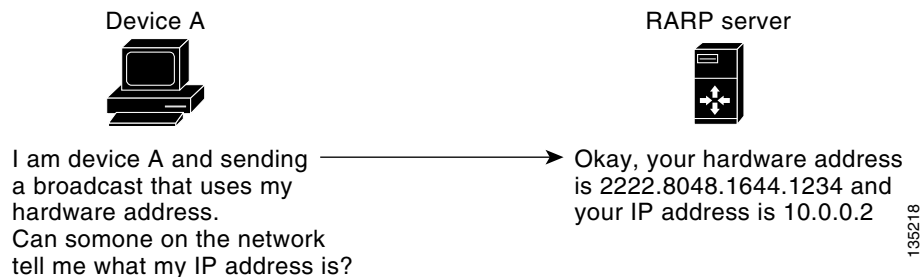 Device A
RARP server
I am device A and sending
a broadcast that uses my
hardware address.
Can somone on the network
tell me what my IP address is?
Okay, your hardware address
is 2222.8048.1644.1234 and
your IP address is 10.0.0.2
135218